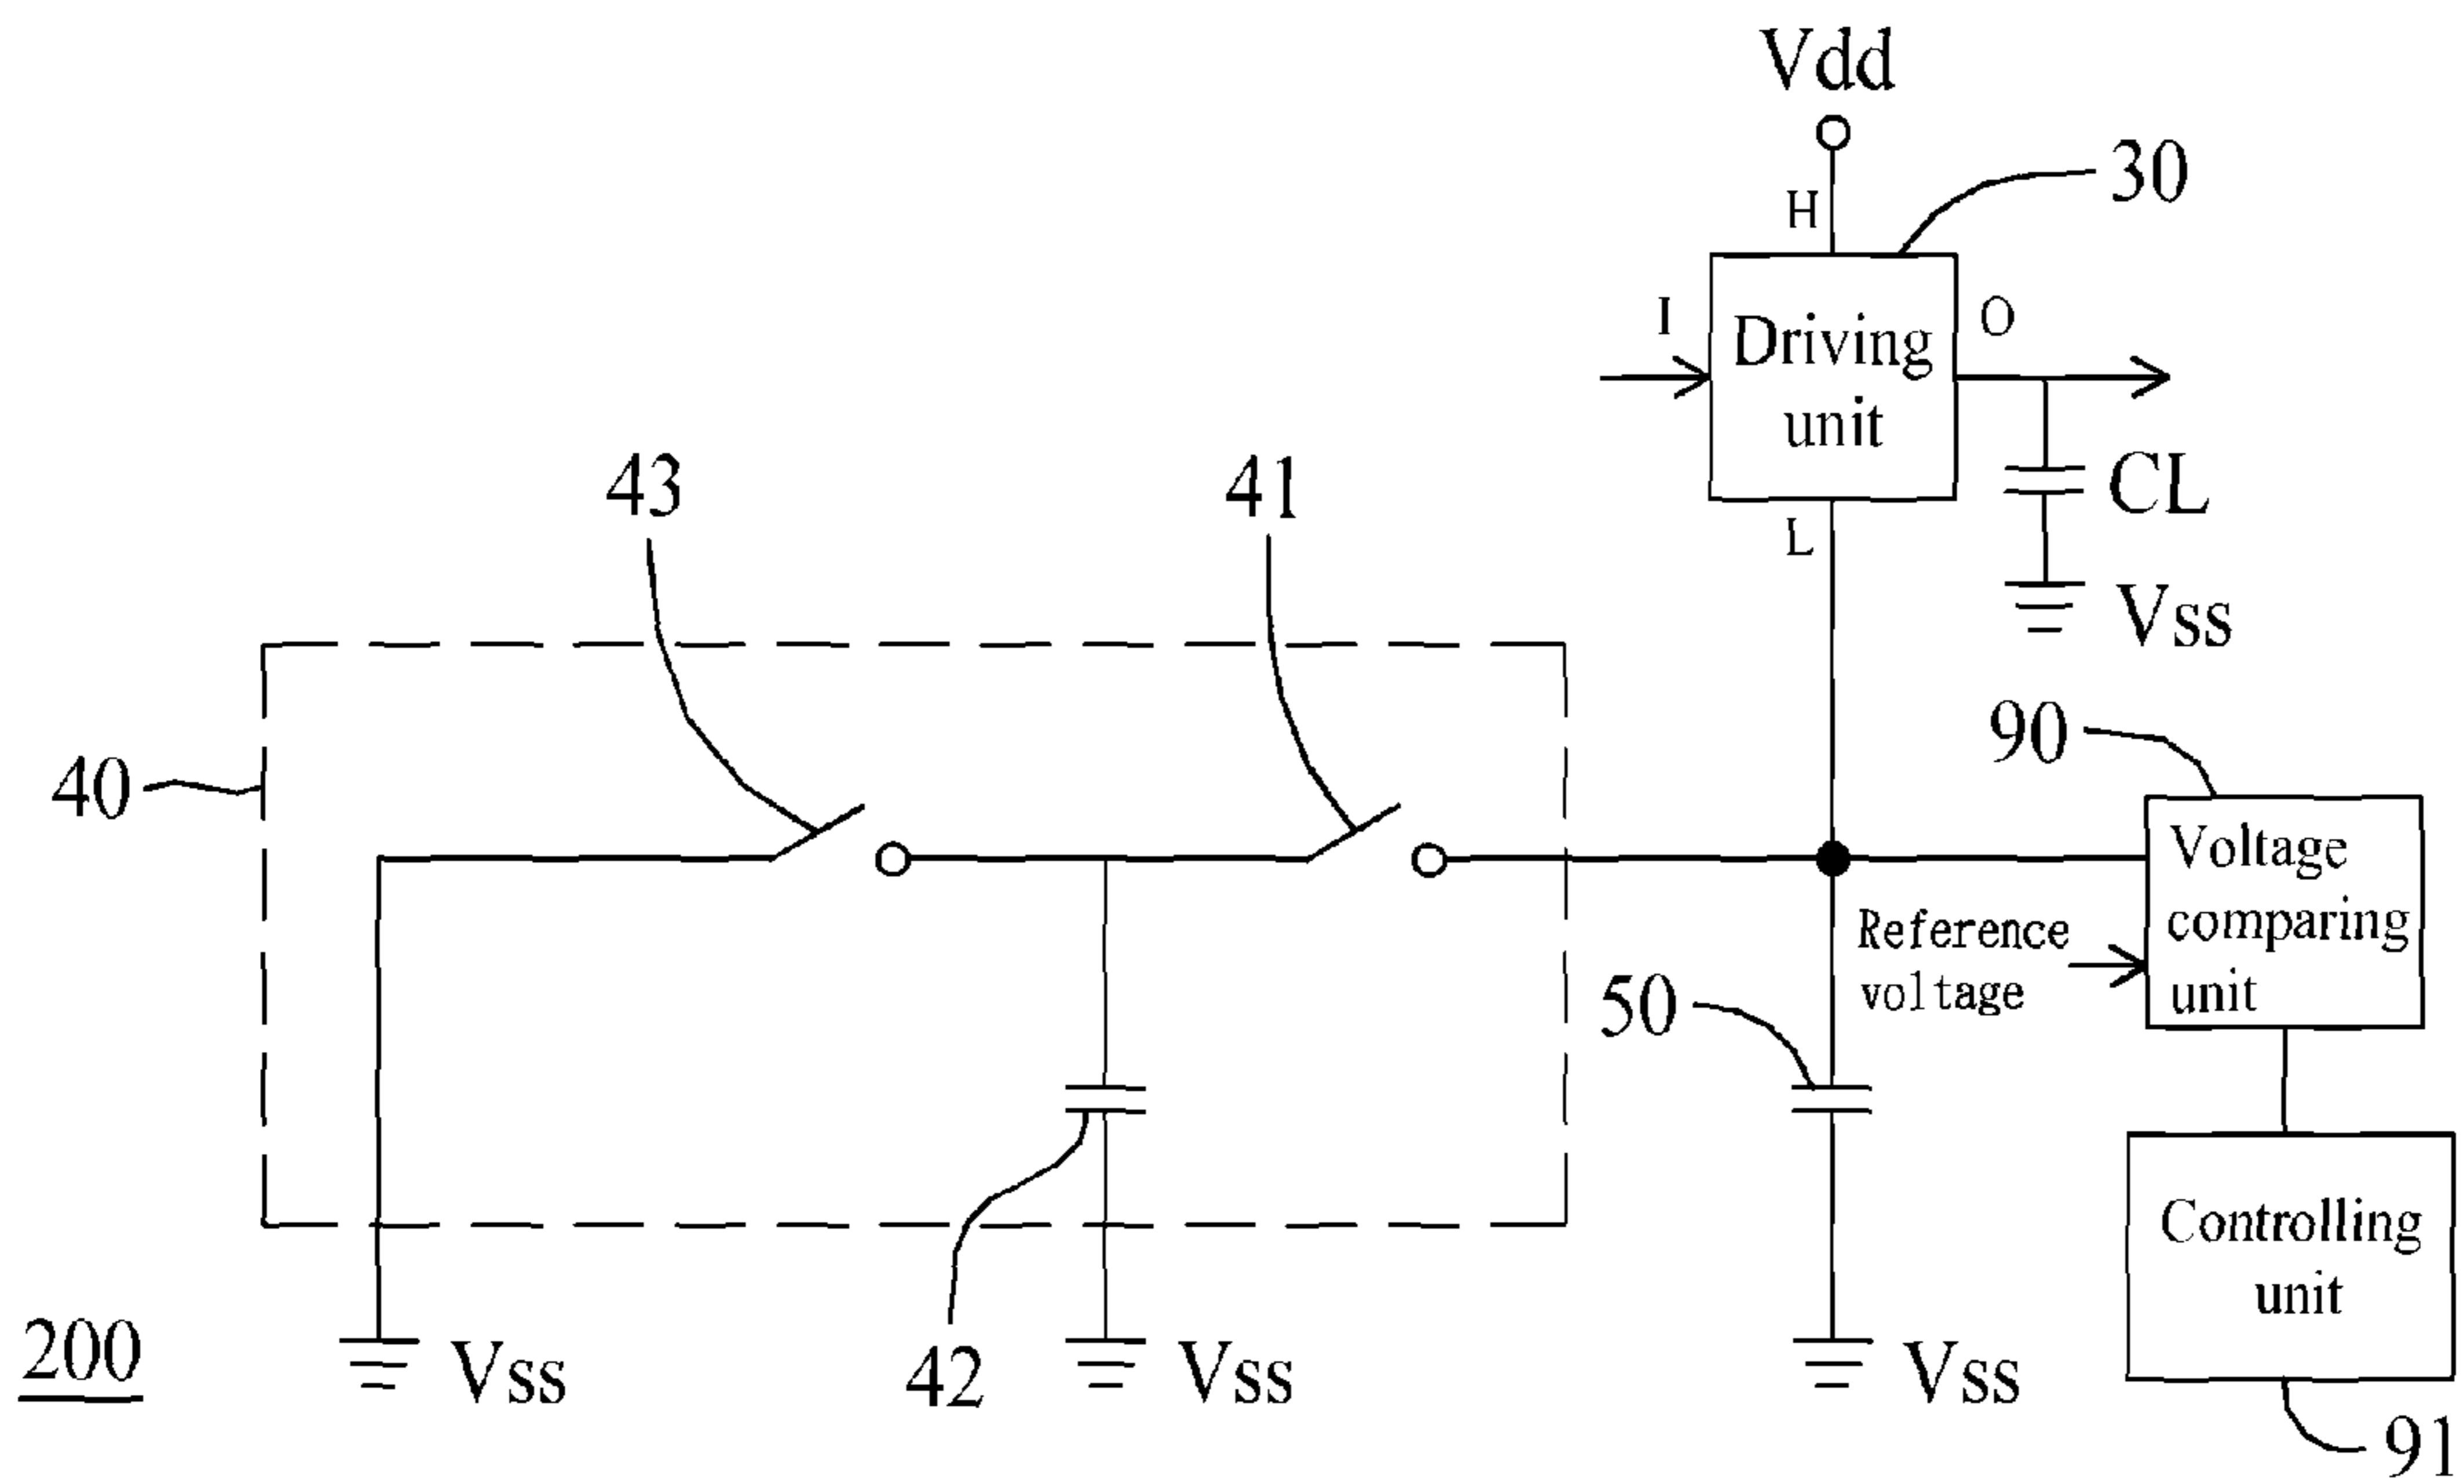 Vdd
30
H
I
Driving
unit
O
CL
L
Vss
43
41
40
90
Voltage
comparing
unit
Reference
voltage
50
Controlling
unit
42
Vss
Vss
Vss
200
91